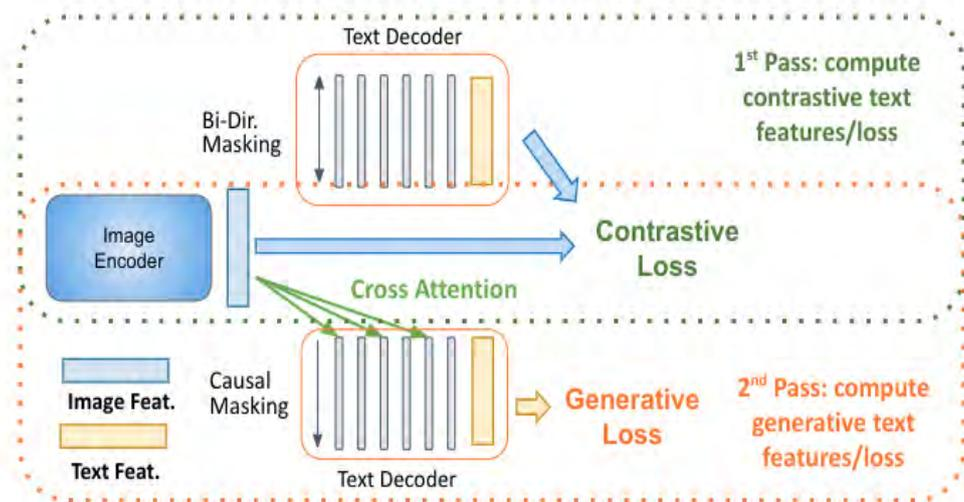 Text Decoder
1st Pass: compute
contrastive text
features/loss
Bi-Dir.
Masking
Image
Encoder
Contrastive
Loss
Cross Attention
Image Feat.
Text Feat.
Causal
Masking
Text Decoder
Generative
Loss
2nd Pass: compute
generative text
features/loss